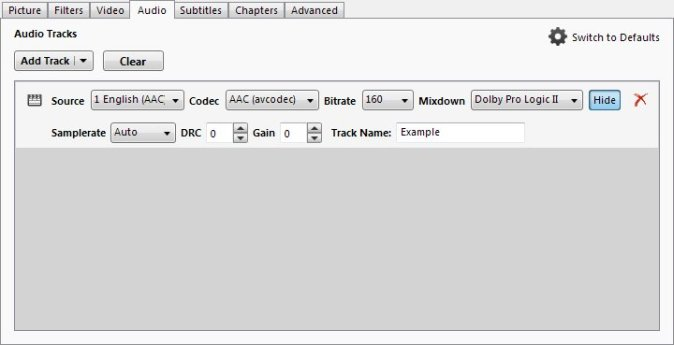 Picture Filters Video Audio Subtitles Chapters Advanced
Audio Tracks
Switch to Defaults
Add Track Clear
Source 1 English (AAC) Codec AAC (avcodec) Bitrate 160 Mixdown Dolby Pro Logic II Hide
Samplerate Auto DRC 0 Gain 0 Track Name: Example